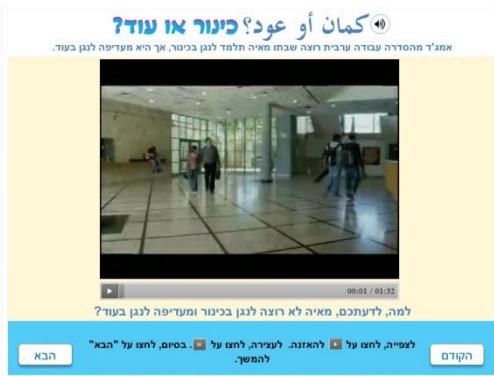 كمان أو عود؟ כינור או עוד?
אמג'ד מהסדרה עבודה ערבית רוצה שבתו מאיה תלמד לנגן בכינור, אך היא מעדיפה לנגן בעוד.
00:01 / 01:32
למה, לדעתכם, מאיה לא רוצה לנגן בכינור ומעדיפה לנגן בעוד?
לצפייה, לחצו על להאזנה. לעצירה, לחצו על . בסיום, לחצו על "הבא"
להמשך.
הקודם
הבא